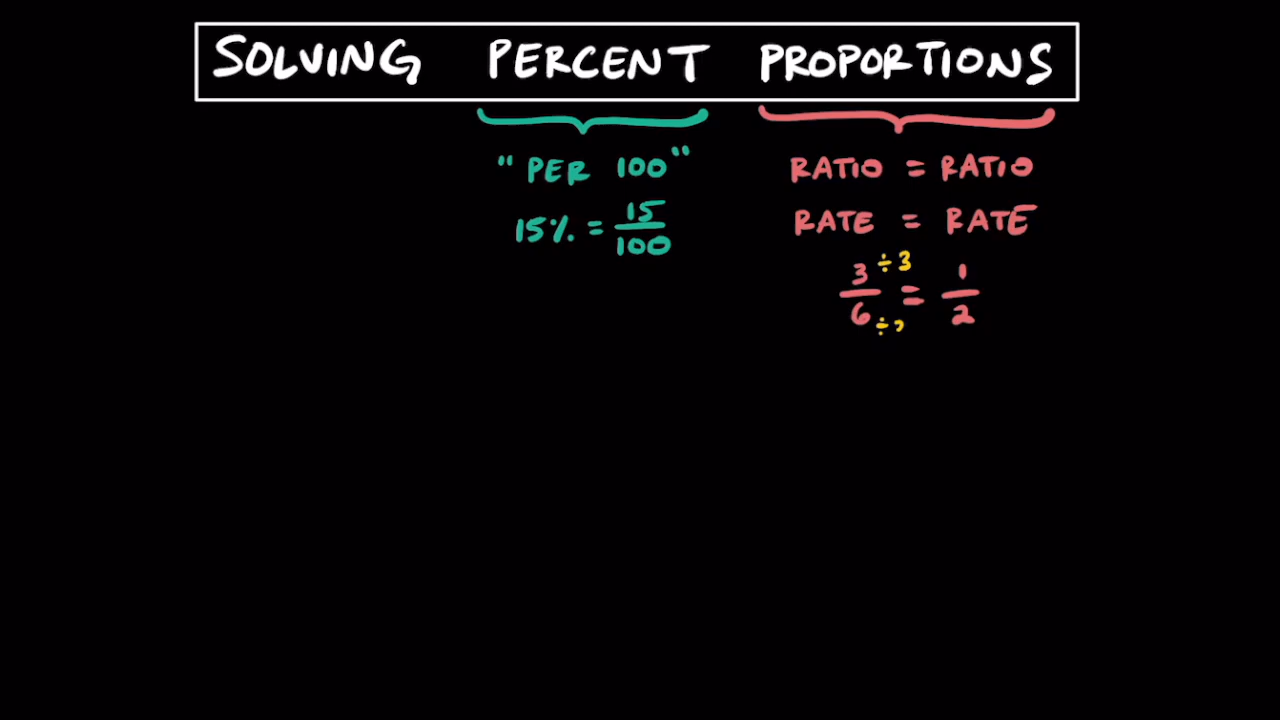 SOLVING PERCENT PROPORTIONS
"PER 100"
15% = 15/100
RATIO = RATIO
RATE = RATE
3/6 = 1/2
÷3
÷